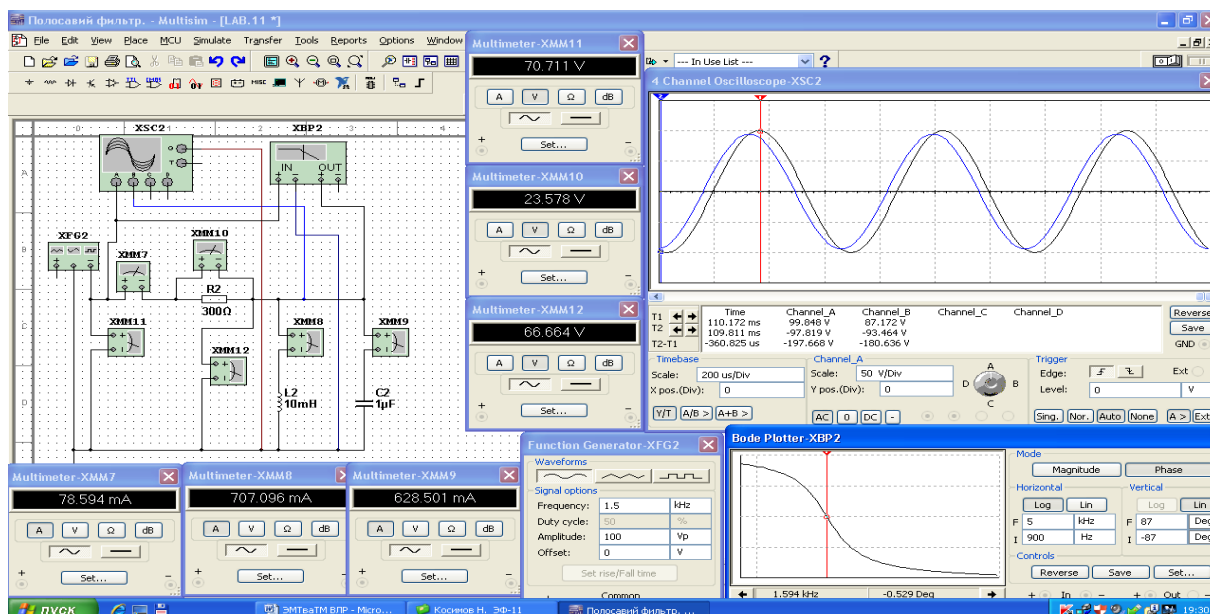 Полосавий фильтр. - Multisim - [LAB.11 *]
File Edit View Place MCU Simulate Transfer Tools Reports Options Window
--- In Use List ---
?
Multimeter-XMM11
70.711 V
A V Ω dB
+ Set... -
Multimeter-XMM10
23.578 V
A V Ω dB
+ Set... -
Multimeter-XMM12
66.664 V
A V Ω dB
+ Set... -
4 Channel Oscilloscope-XSC2
T1
T2
T2-T1
Time Channel_A Channel_B Channel_C Channel_D
110.172 ms 99.848 V 87.172 V
109.811 ms -97.819 V -93.464 V
-360.825 us -197.668 V -180.636 V
Reverse
Save
GND
Timebase
Scale: 200 us/Div
X pos.(Div): 0
Y/T A/B > A+B >
Channel_A
Scale: 50 V/Div
Y pos.(Div): 0
AC 0 DC -
A
D B
C
Trigger
Edge: Ext
Level: 0 V
Sing. Nor. Auto None A > Ext
XSC2
XBP2
G
T
A B C D
IN OUT
XFG2
XMM7
XMM10
R2
300Ω
XMM11
XMM8
XMM9
XMM12
L2
10mH
C2
1µF
Multimeter-XMM7
78.594 mA
A V Ω dB
+ Set... -
Multimeter-XMM8
707.096 mA
A V Ω dB
+ Set... -
Multimeter-XMM9
628.501 mA
A V Ω dB
+ Set... -
Function Generator-XFG2
Waveforms
Signal options
Frequency: 1.5 kHz
Duty cycle: 50 %
Amplitude: 100 Vp
Offset: 0 V
Set rise/Fall time
Common
Bode Plotter-XBP2
Mode
Magnitude Phase
Horizontal
Log Lin
F 5 kHz
I 900 Hz
Vertical
Log Lin
F 87 Deg
I -87 Deg
Controls
Reverse Save Set...
1.594 kHz -0.529 Deg
+ In - + Out -
пуск
ЭМТваТМ ВЛР - Micro...
Косимов Н. ЭФ-11
Полосавий фильтр. ...
19:30